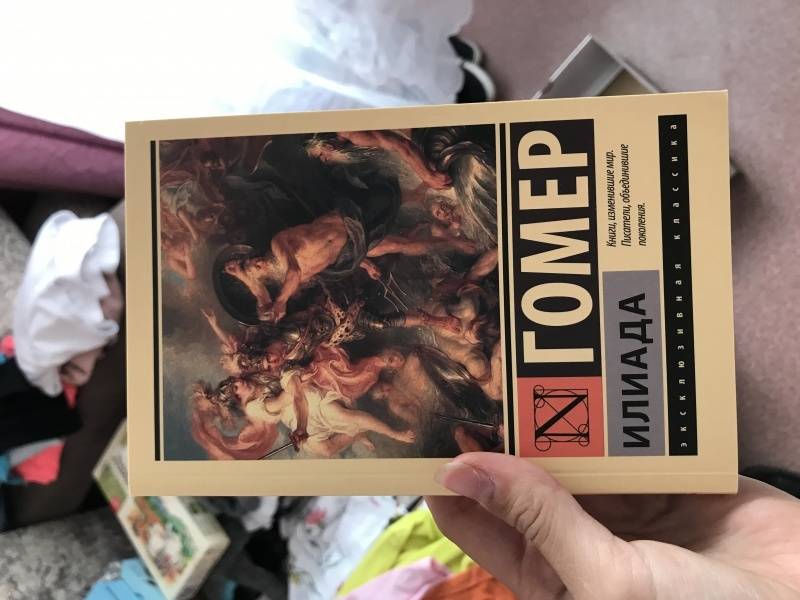 ГОМЕР
Книги, изменившие мир.
Писатели, объединившие
поколения.
ИЛИАДА
эксклюзивная классика